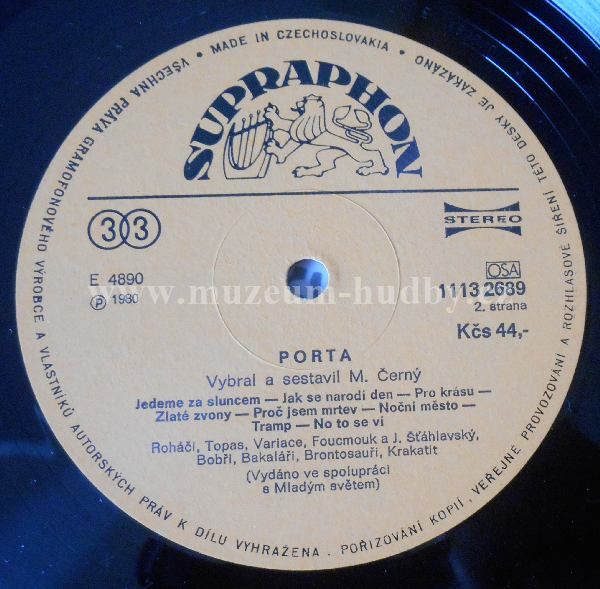 VŠECHNA PRÁVA GRAMOFONOVÉHO VÝROBCE A VLASTNÍKŮ AUTORSKÝCH PRÁV K DÍLU VYHRAŽENA . POŘIZOVÁNÍ KOPIÍ , VEŘEJNÉ PROVOZOVÁNÍ A ROZHLASOVÉ ŠÍŘENÍ TÉTO DESKY JE ZAKÁZÁNO • MADE IN CZECHOSLOVAKIA •
SUPRAPHON
33
STEREO
E 4890
℗ 1980
OSA
1113 2689
2. strana
Kčs 44,-
www.muzeum-hudby.cz
PORTA
Vybral a sestavil M. Černý
Jedeme za sluncem — Jak se narodí den — Pro krásu —
Zlaté zvony — Proč jsem mrtev — Noční město —
Tramp — No to se ví
Roháči, Topas, Variace, Foucmouk a J. Šťáhlavský,
Bobři, Bakaláři, Brontosauři, Krakatit
(Vydáno ve spolupráci
s Mladým světem)